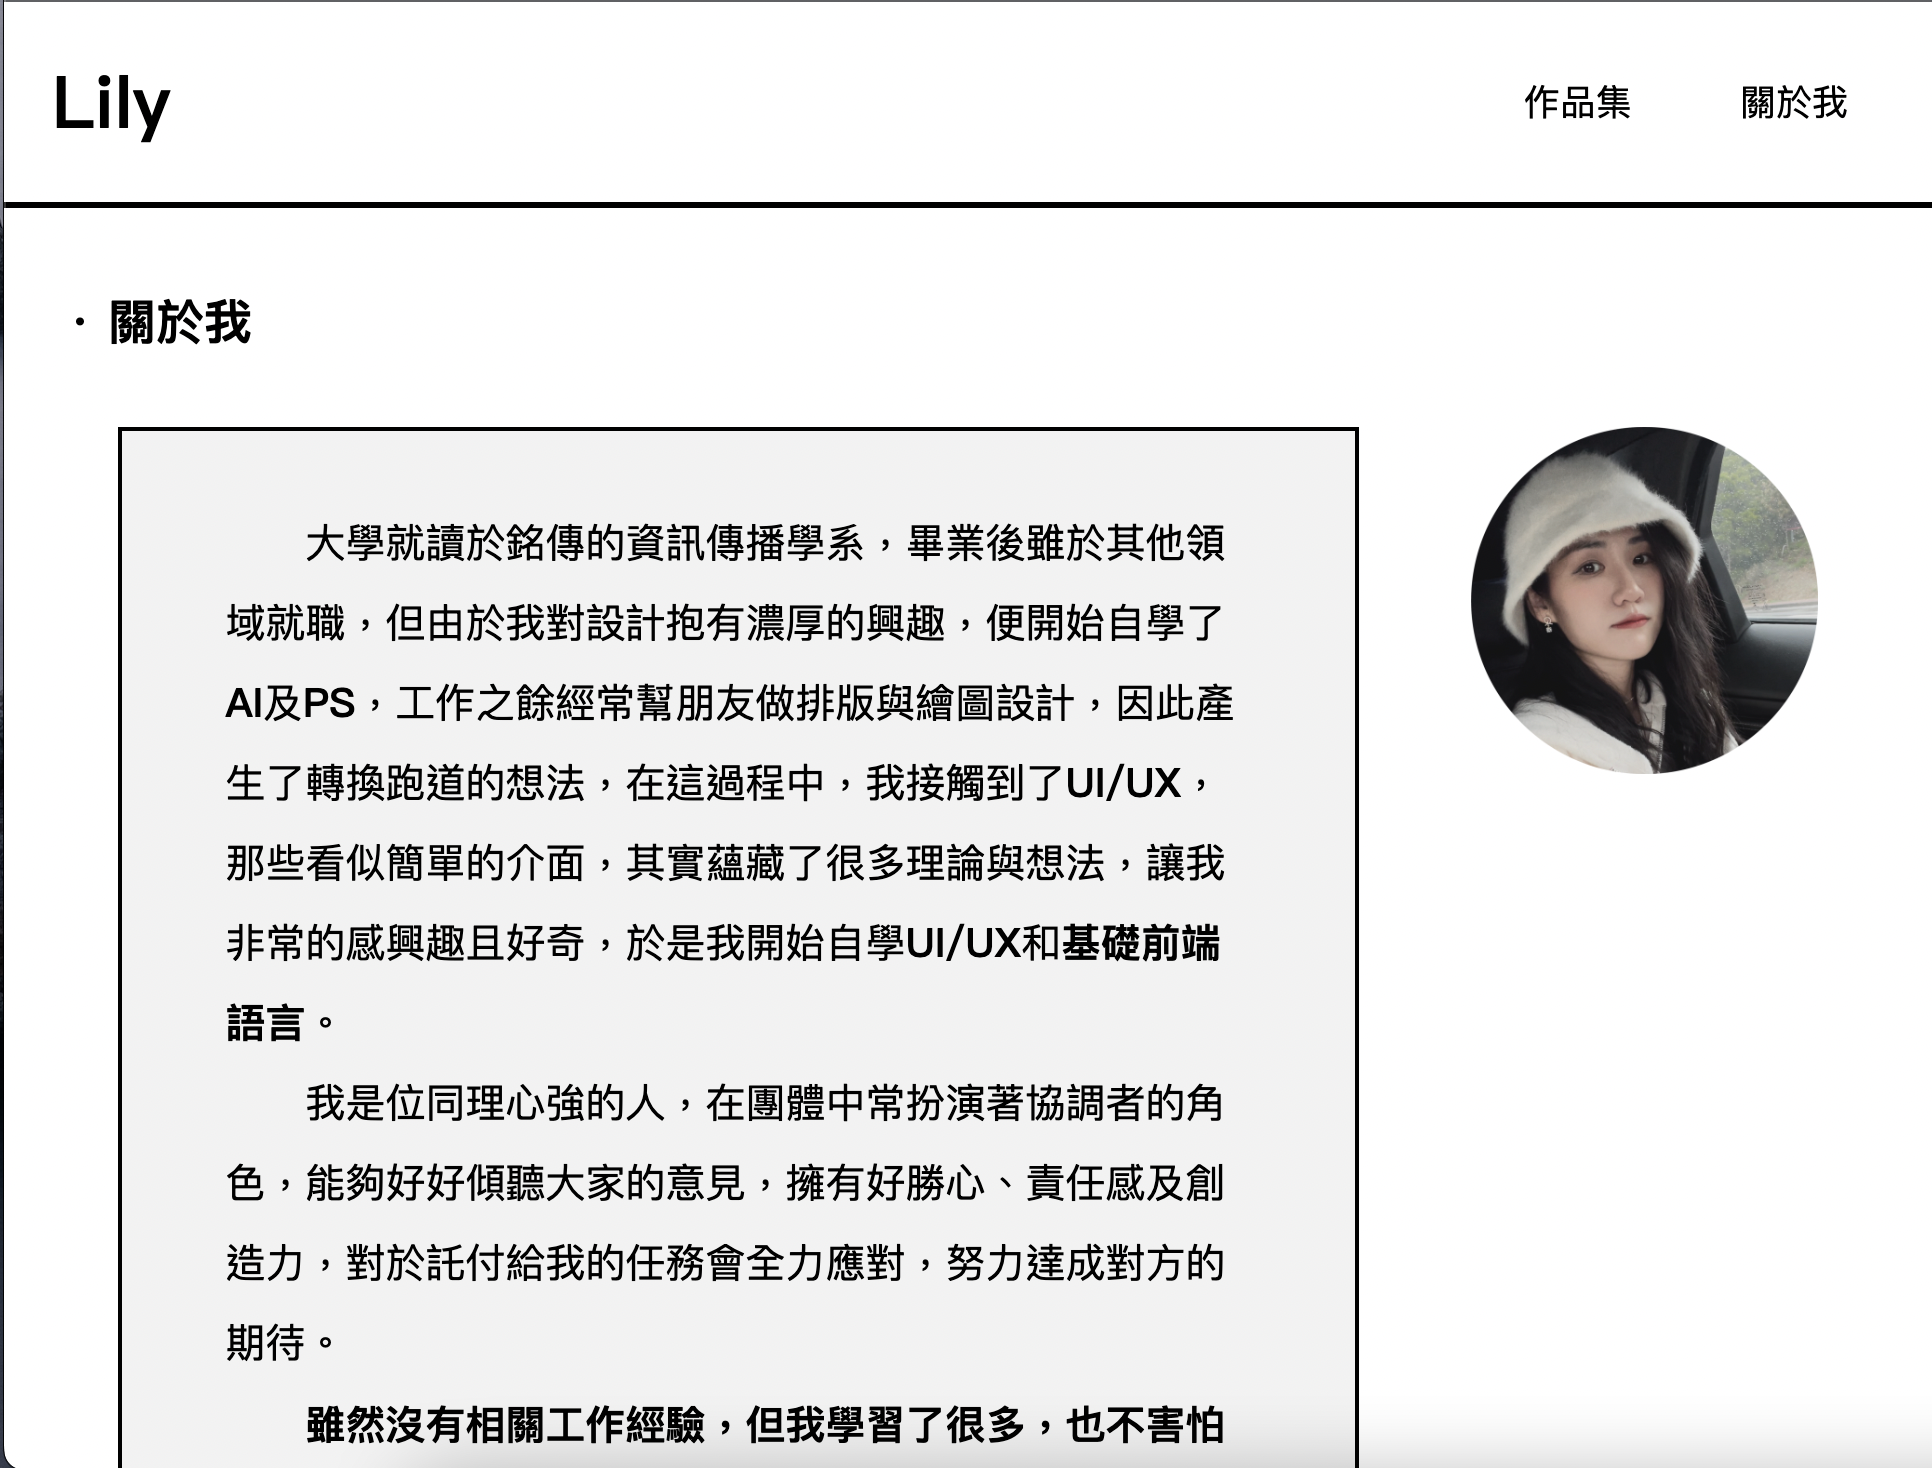 Lily
作品集 關於我
· 關於我
大學就讀於銘傳的資訊傳播學系，畢業後雖於其他領
域就職，但由於我對設計抱有濃厚的興趣，便開始自學了
AI及PS，工作之餘經常幫朋友做排版與繪圖設計，因此產
生了轉換跑道的想法，在這過程中，我接觸到了UI/UX，
那些看似簡單的介面，其實蘊藏了很多理論與想法，讓我
非常的感興趣且好奇，於是我開始自學UI/UX和基礎前端
語言。
我是位同理心強的人，在團體中常扮演著協調者的角
色，能夠好好傾聽大家的意見，擁有好勝心、責任感及創
造力，對於託付給我的任務會全力應對，努力達成對方的
期待。
雖然沒有相關工作經驗，但我學習了很多，也不害怕